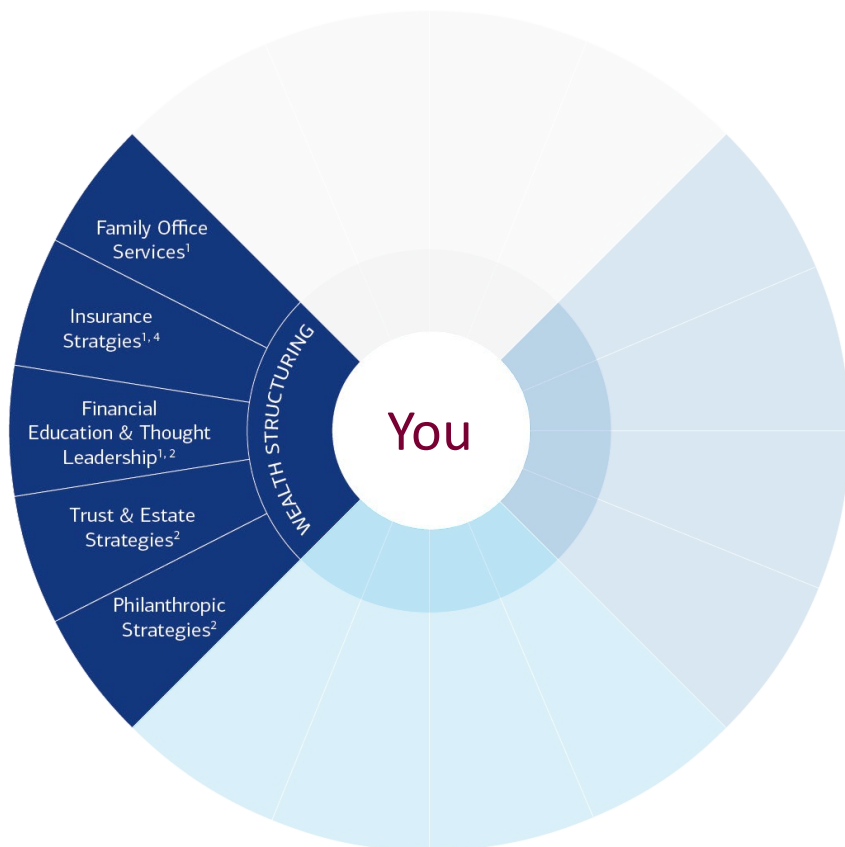 Family Office
Services¹
Insurance
Stratgies¹˒ ⁴
Financial
Education & Thought
Leadership¹˒ ²
Trust & Estate
Strategies²
Philanthropic
Strategies²
WEALTH STRUCTURING
You